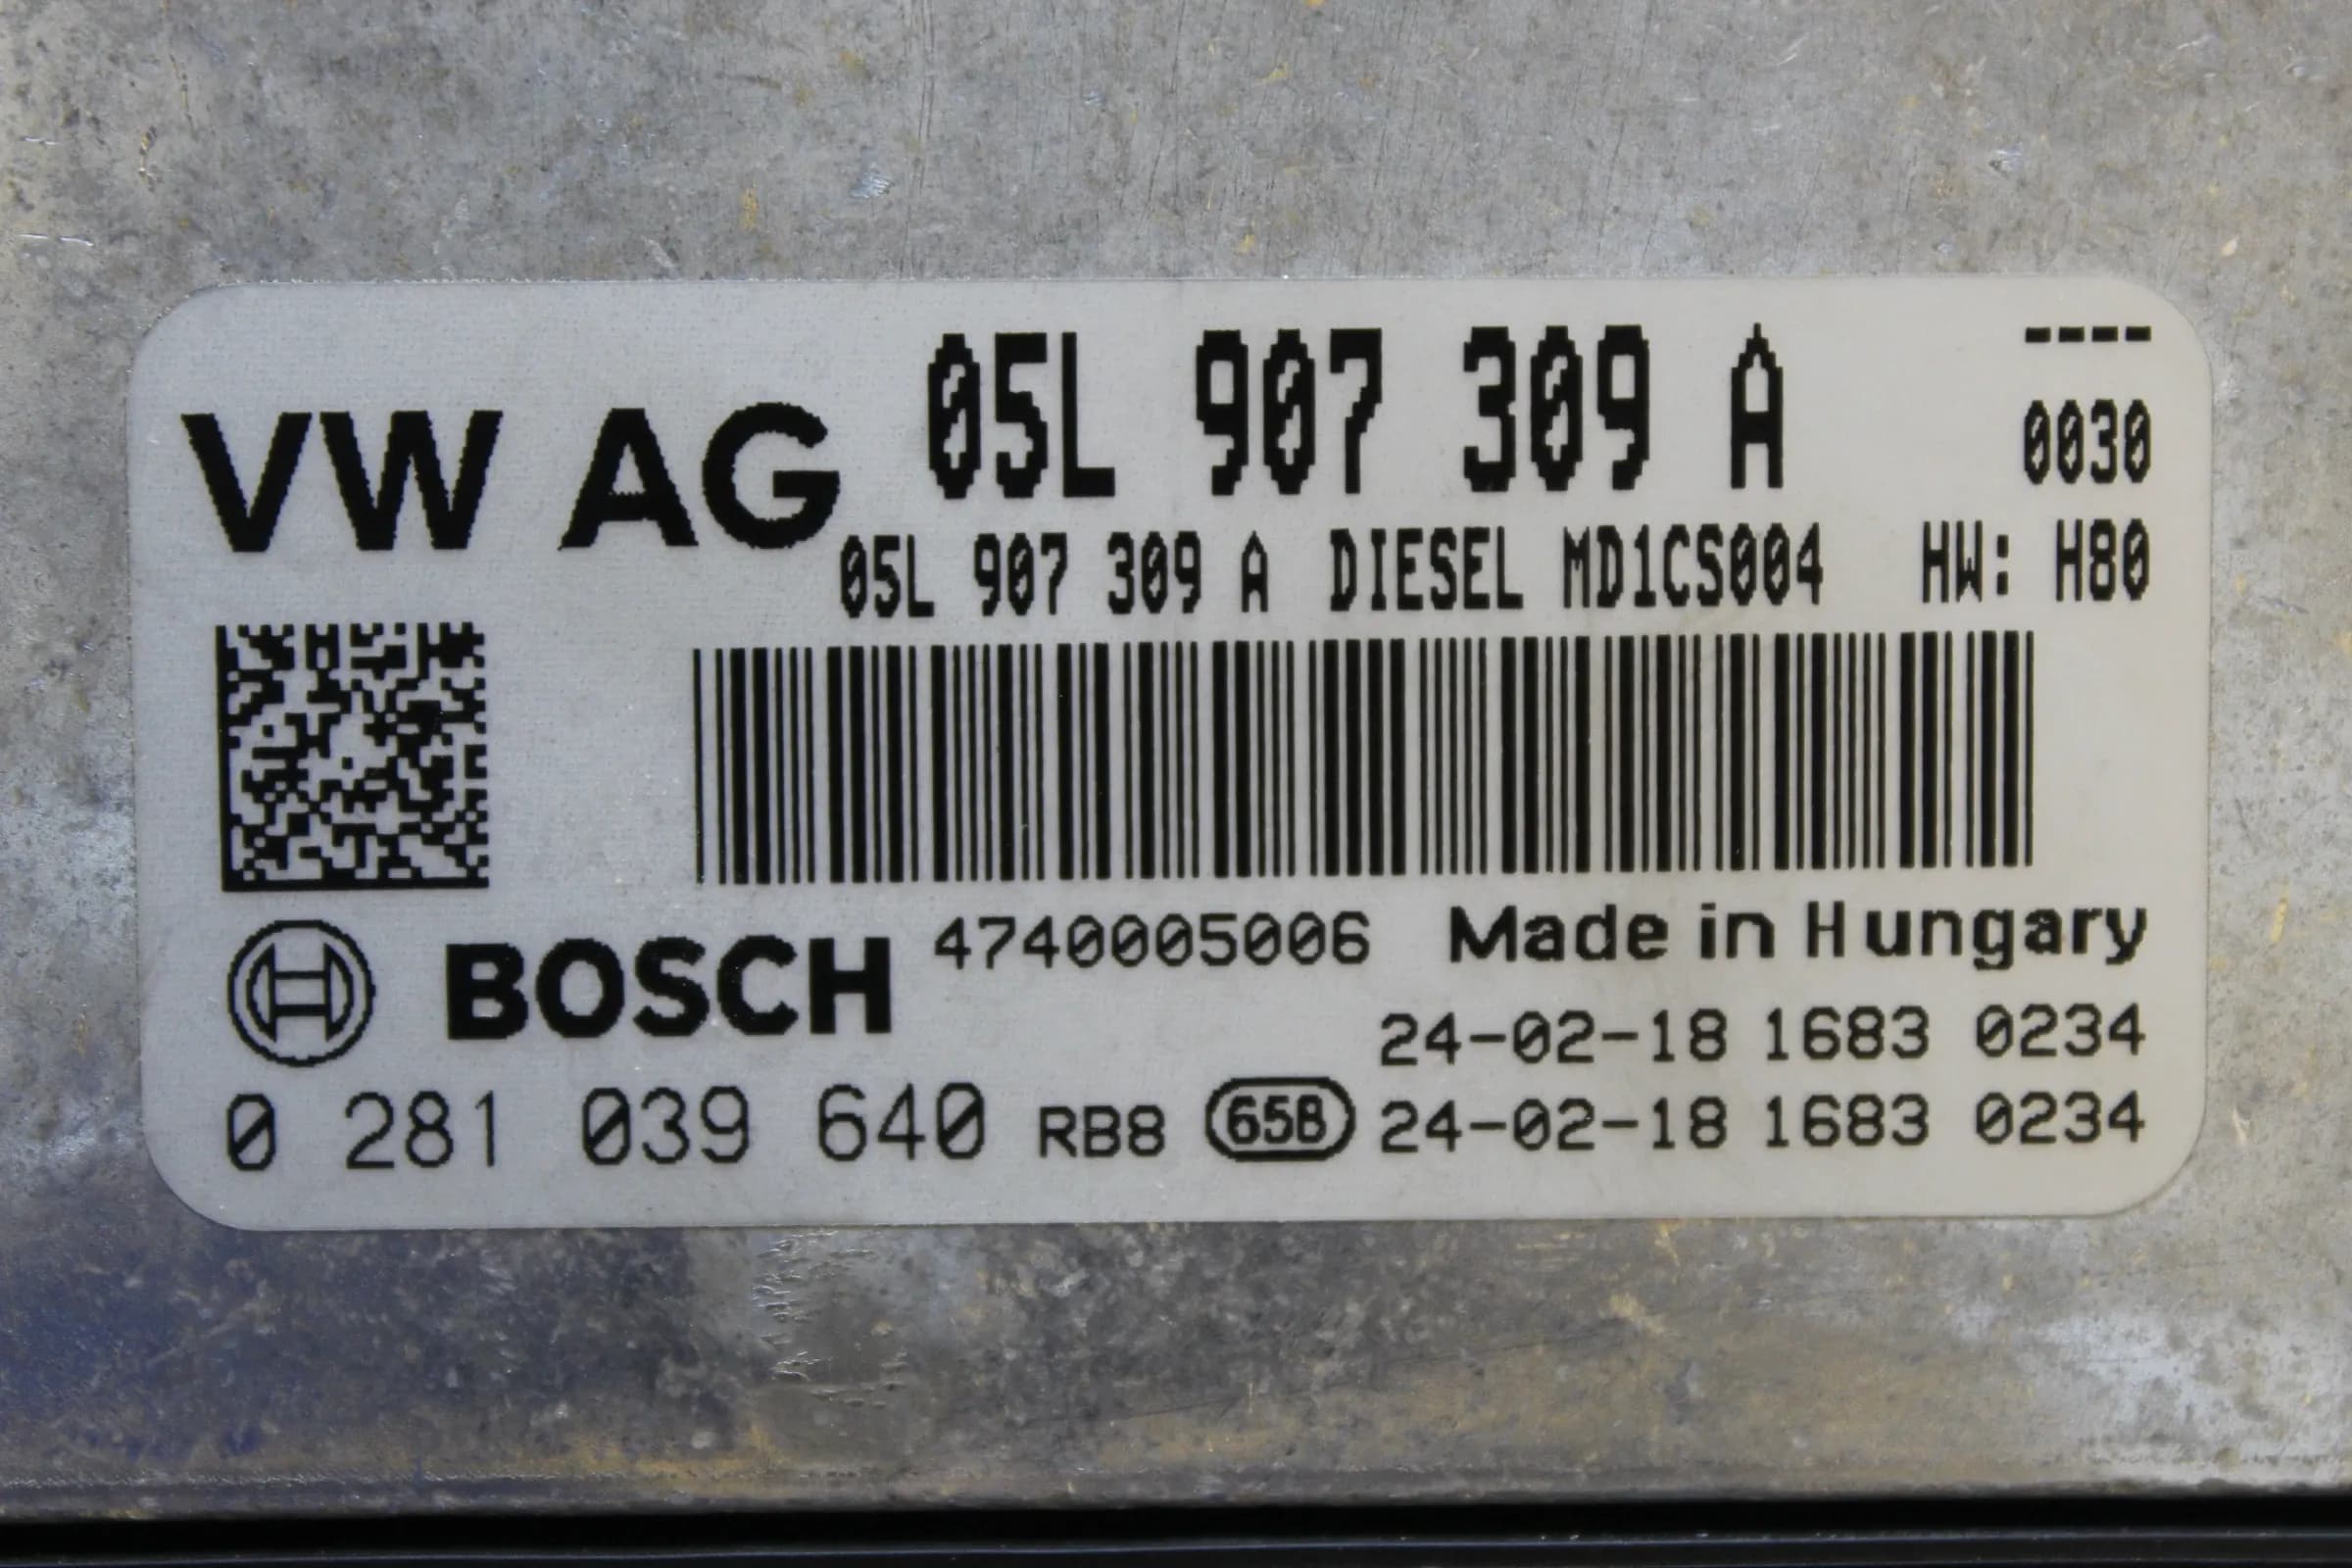 VW AG 05L 907 309 A ----
0030
05L 907 309 A DIESEL MD1CS004 HW: H80
BOSCH 4740005006 Made in Hungary
24-02-18 1683 0234
0 281 039 640 RB8 65B 24-02-18 1683 0234